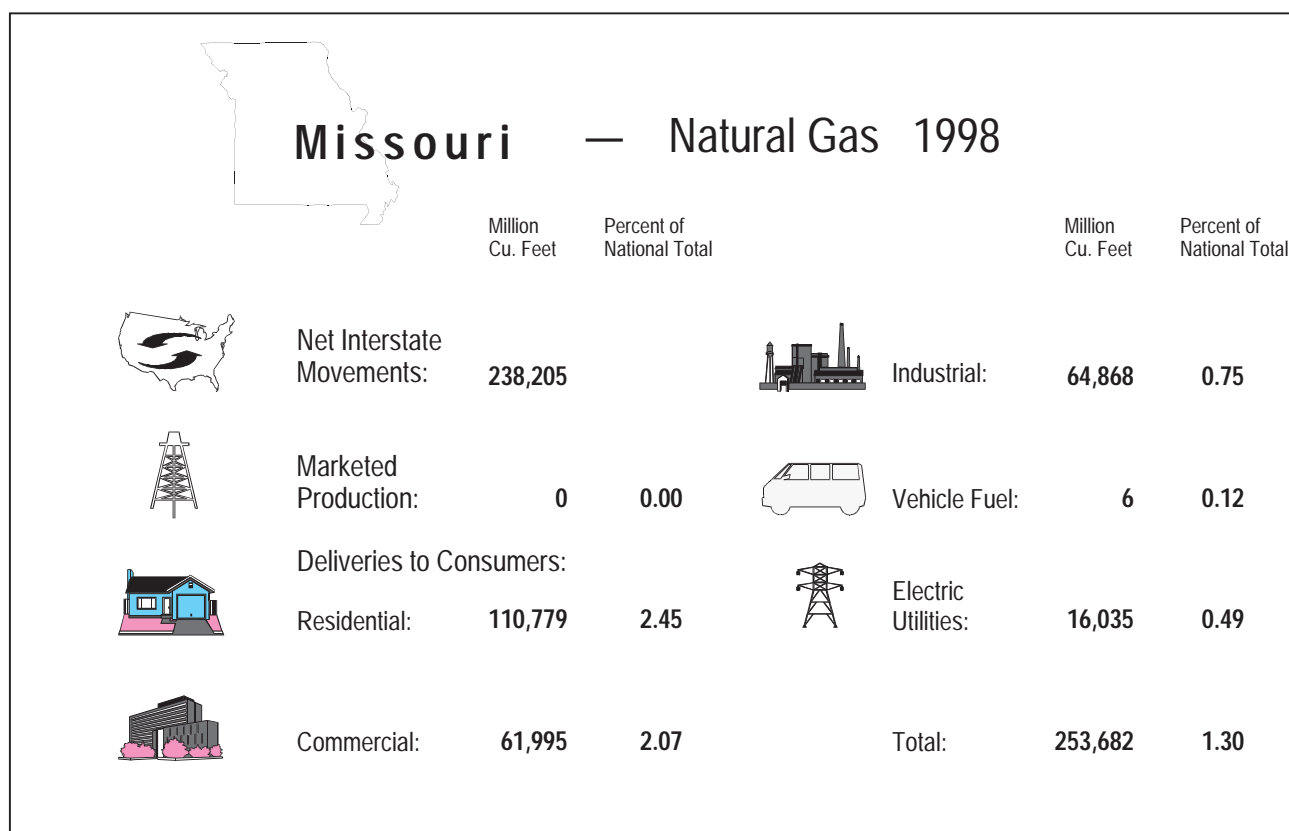 Missouri — Natural Gas 1998
Million Cu. Feet
Percent of National Total
Million Cu. Feet
Percent of National Total
Net Interstate
Movements: 238,205
Industrial: 64,868 0.75
Marketed
Production: 0 0.00
Vehicle Fuel: 6 0.12
Deliveries to Consumers:
Residential: 110,779 2.45
Electric
Utilities: 16,035 0.49
Commercial: 61,995 2.07
Total: 253,682 1.30